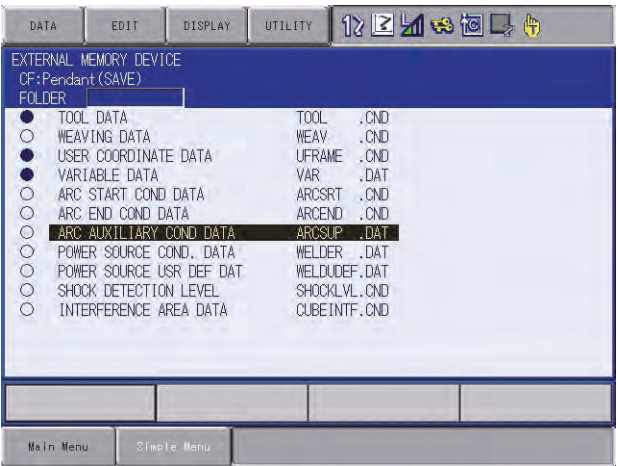 DATA EDIT DISPLAY UTILITY
EXTERNAL MEMORY DEVICE
CF:Pendant(SAVE)
FOLDER
TOOL DATA TOOL .CND
WEAVING DATA WEAV .CND
USER COORDINATE DATA UFRAME .CND
VARIABLE DATA VAR .DAT
ARC START COND DATA ARCSRT .CND
ARC END COND DATA ARCEND .CND
ARC AUXILIARY COND DATA ARCSUP .DAT
POWER SOURCE COND. DATA WELDER .DAT
POWER SOURCE USR DEF DAT WELDUDEF.DAT
SHOCK DETECTION LEVEL SHOCKLVL.CND
INTERFERENCE AREA DATA CUBEINTF.CND
Main Menu Simple Menu